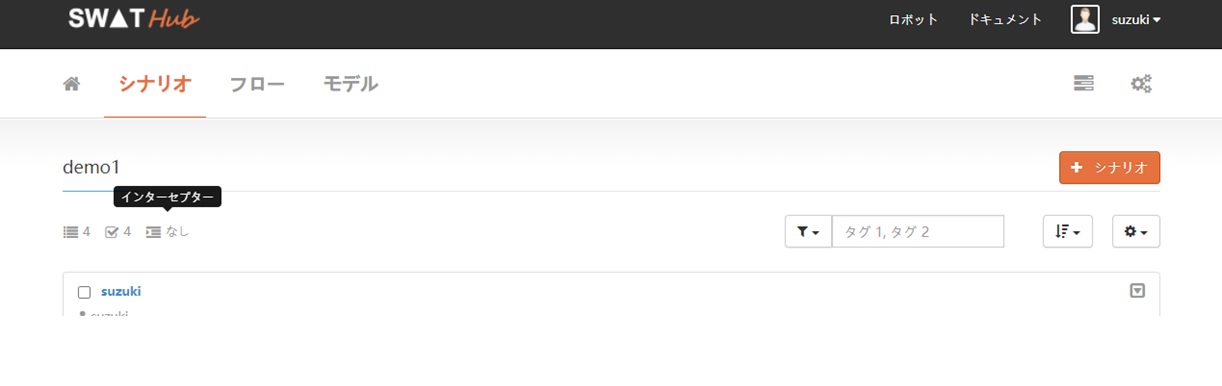 SWAT Hub
ロボット ドキュメント suzuki
シナリオ フロー モデル
demo1
シナリオ
インターセプター
4 4 なし
タグ 1, タグ 2
suzuki
suzuki